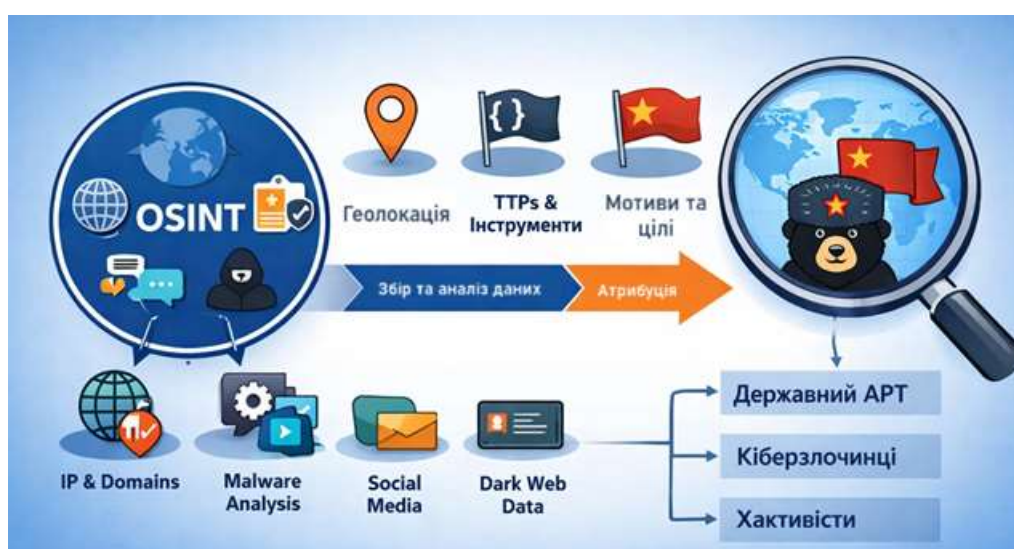 OSINT
Геолокація
TTPs &
Інструменти
Мотиви та
цілі
Збір та аналіз даних
Атрибуція
IP & Domains
Malware
Analysis
Social
Media
Dark Web
Data
Державний APT
Кіберзлочинці
Хактивісти